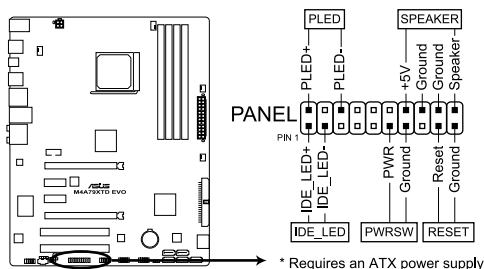 PLED
SPEAKER
PLED+
PLED-
+5V
Ground
Ground
Speaker
PANEL
PIN 1
IDE_LED+
IDE_LED-
PWR
Ground
Reset
Ground
IDE_LED
PWRSW
RESET
/ISUS
M4A79XTD EVO
* Requires an ATX power supply